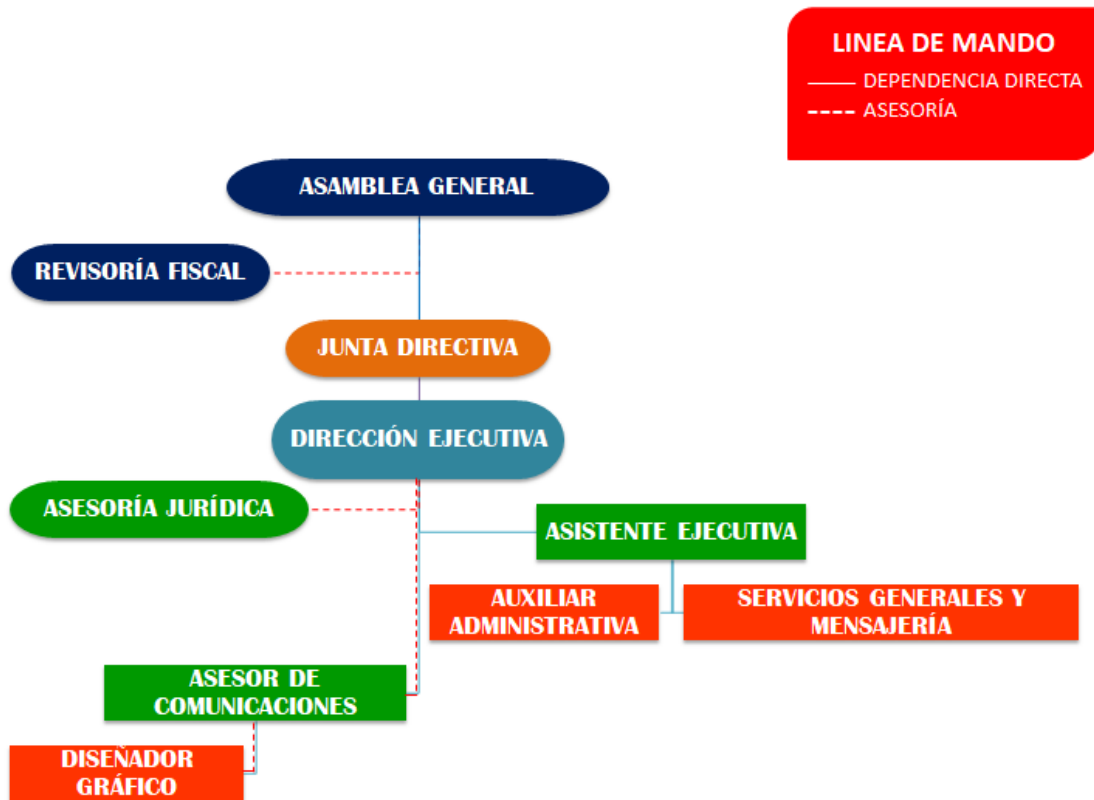 LINEA DE MANDO
DEPENDENCIA DIRECTA
ASESORÍA
ASAMBLEA GENERAL
REVISORÍA FISCAL
JUNTA DIRECTIVA
DIRECCIÓN EJECUTIVA
ASESORÍA JURÍDICA
ASISTENTE EJECUTIVA
AUXILIAR
ADMINISTRATIVA
SERVICIOS GENERALES Y
MENSAJERÍA
ASESOR DE
COMUNICACIONES
DISEÑADOR
GRÁFICO